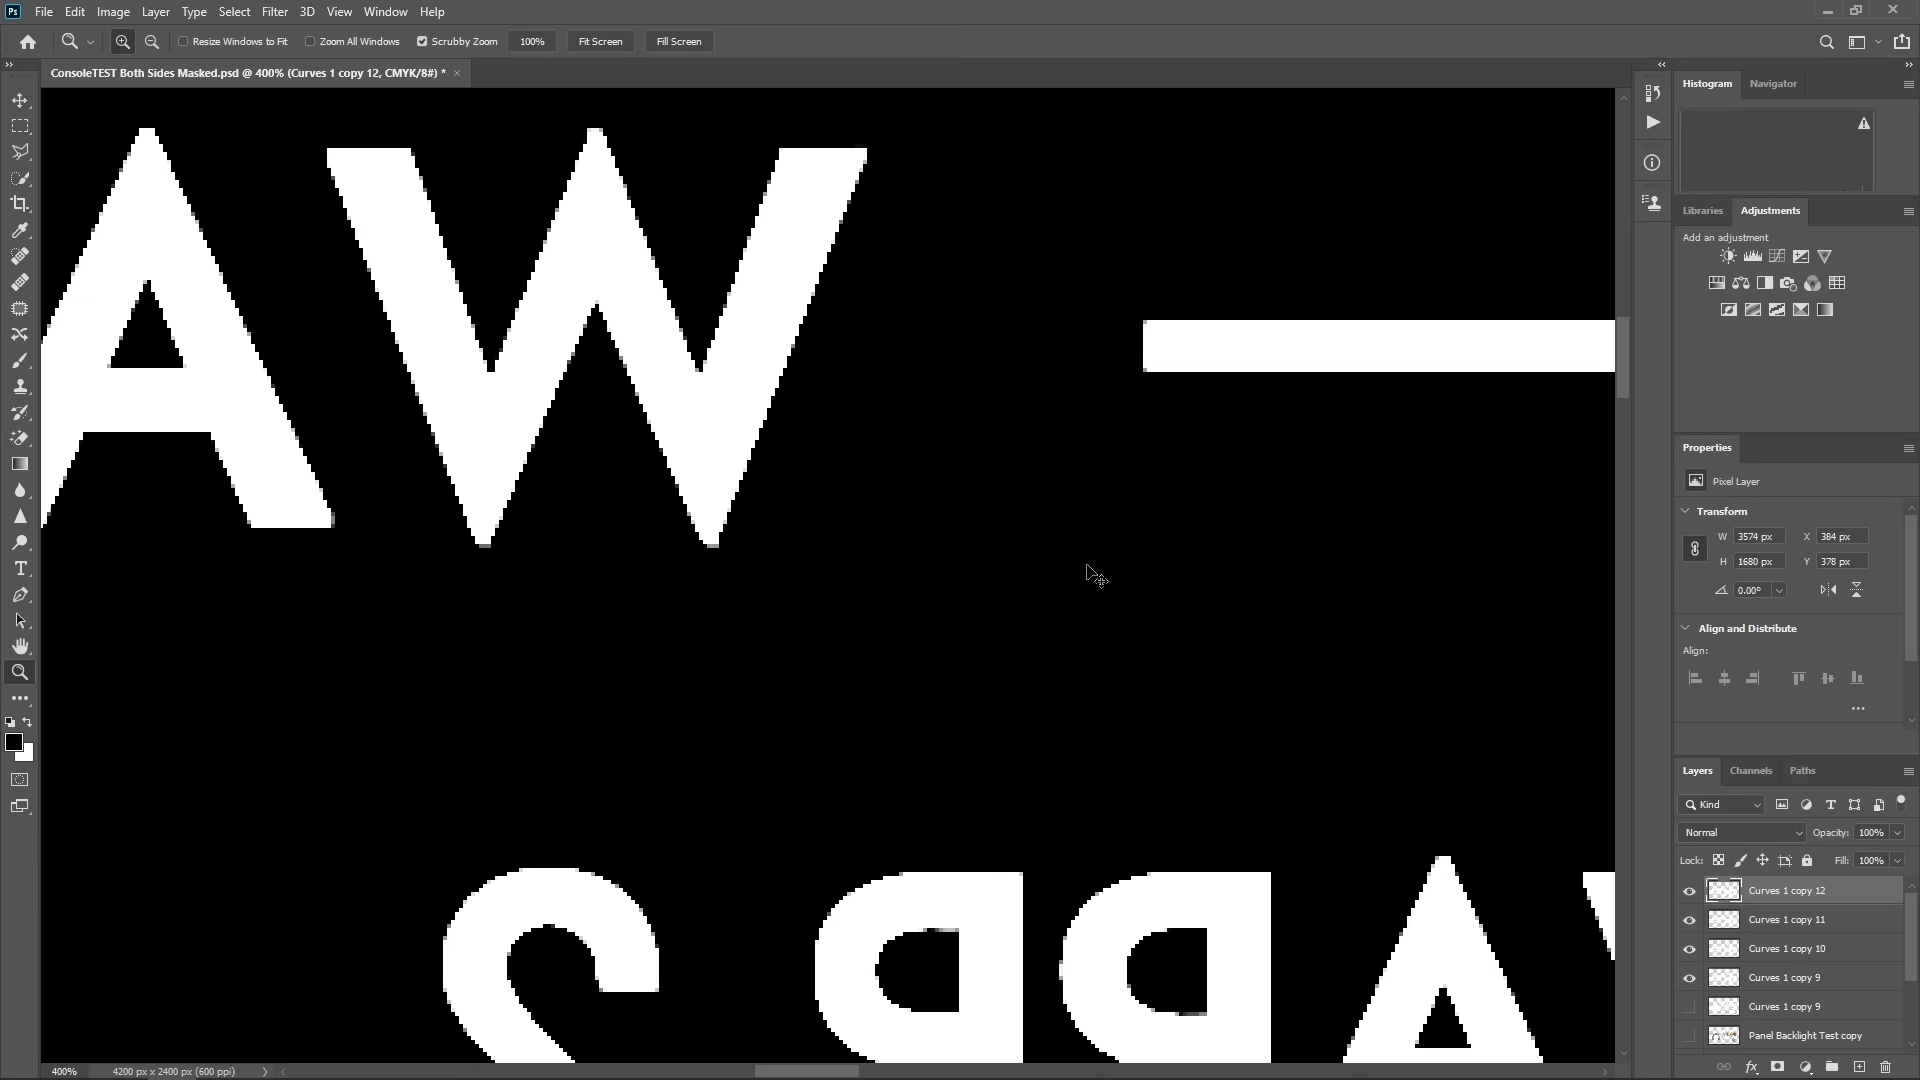 Ps File Edit Image Layer Type Select Filter 3D View Window Help
Resize Windows to Fit Zoom All Windows Scrubby Zoom 100% Fit Screen Fill Screen
ConsoleTEST Both Sides Masked.psd @ 400% (Curves 1 copy 12, CMYK/8#) *
AW
Histogram Navigator
Libraries Adjustments
Add an adjustment
Properties
Pixel Layer
Transform
W 3574 px X 384 px
H 1680 px Y 378 px
0.00°
Align and Distribute
Align:
Layers Channels Paths
Kind
Normal Opacity: 100%
Lock: Fill: 100%
Curves 1 copy 12
Curves 1 copy 11
Curves 1 copy 10
Curves 1 copy 9
Curves 1 copy 9
Panel Backlight Test copy
400% 4200 px x 2400 px (600 ppi)